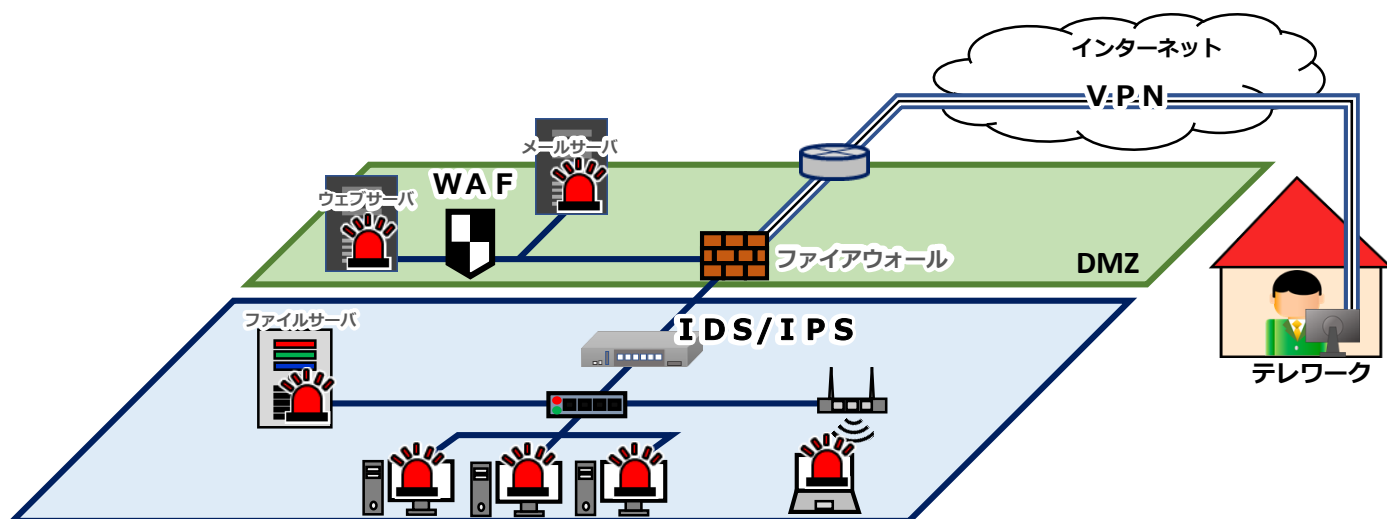 インターネット
ＶＰＮ
メールサーバ
ＷＡＦ
ウェブサーバ
ファイアウォール
DMZ
ファイルサーバ
ＩＤＳ/ＩＰＳ
テレワーク